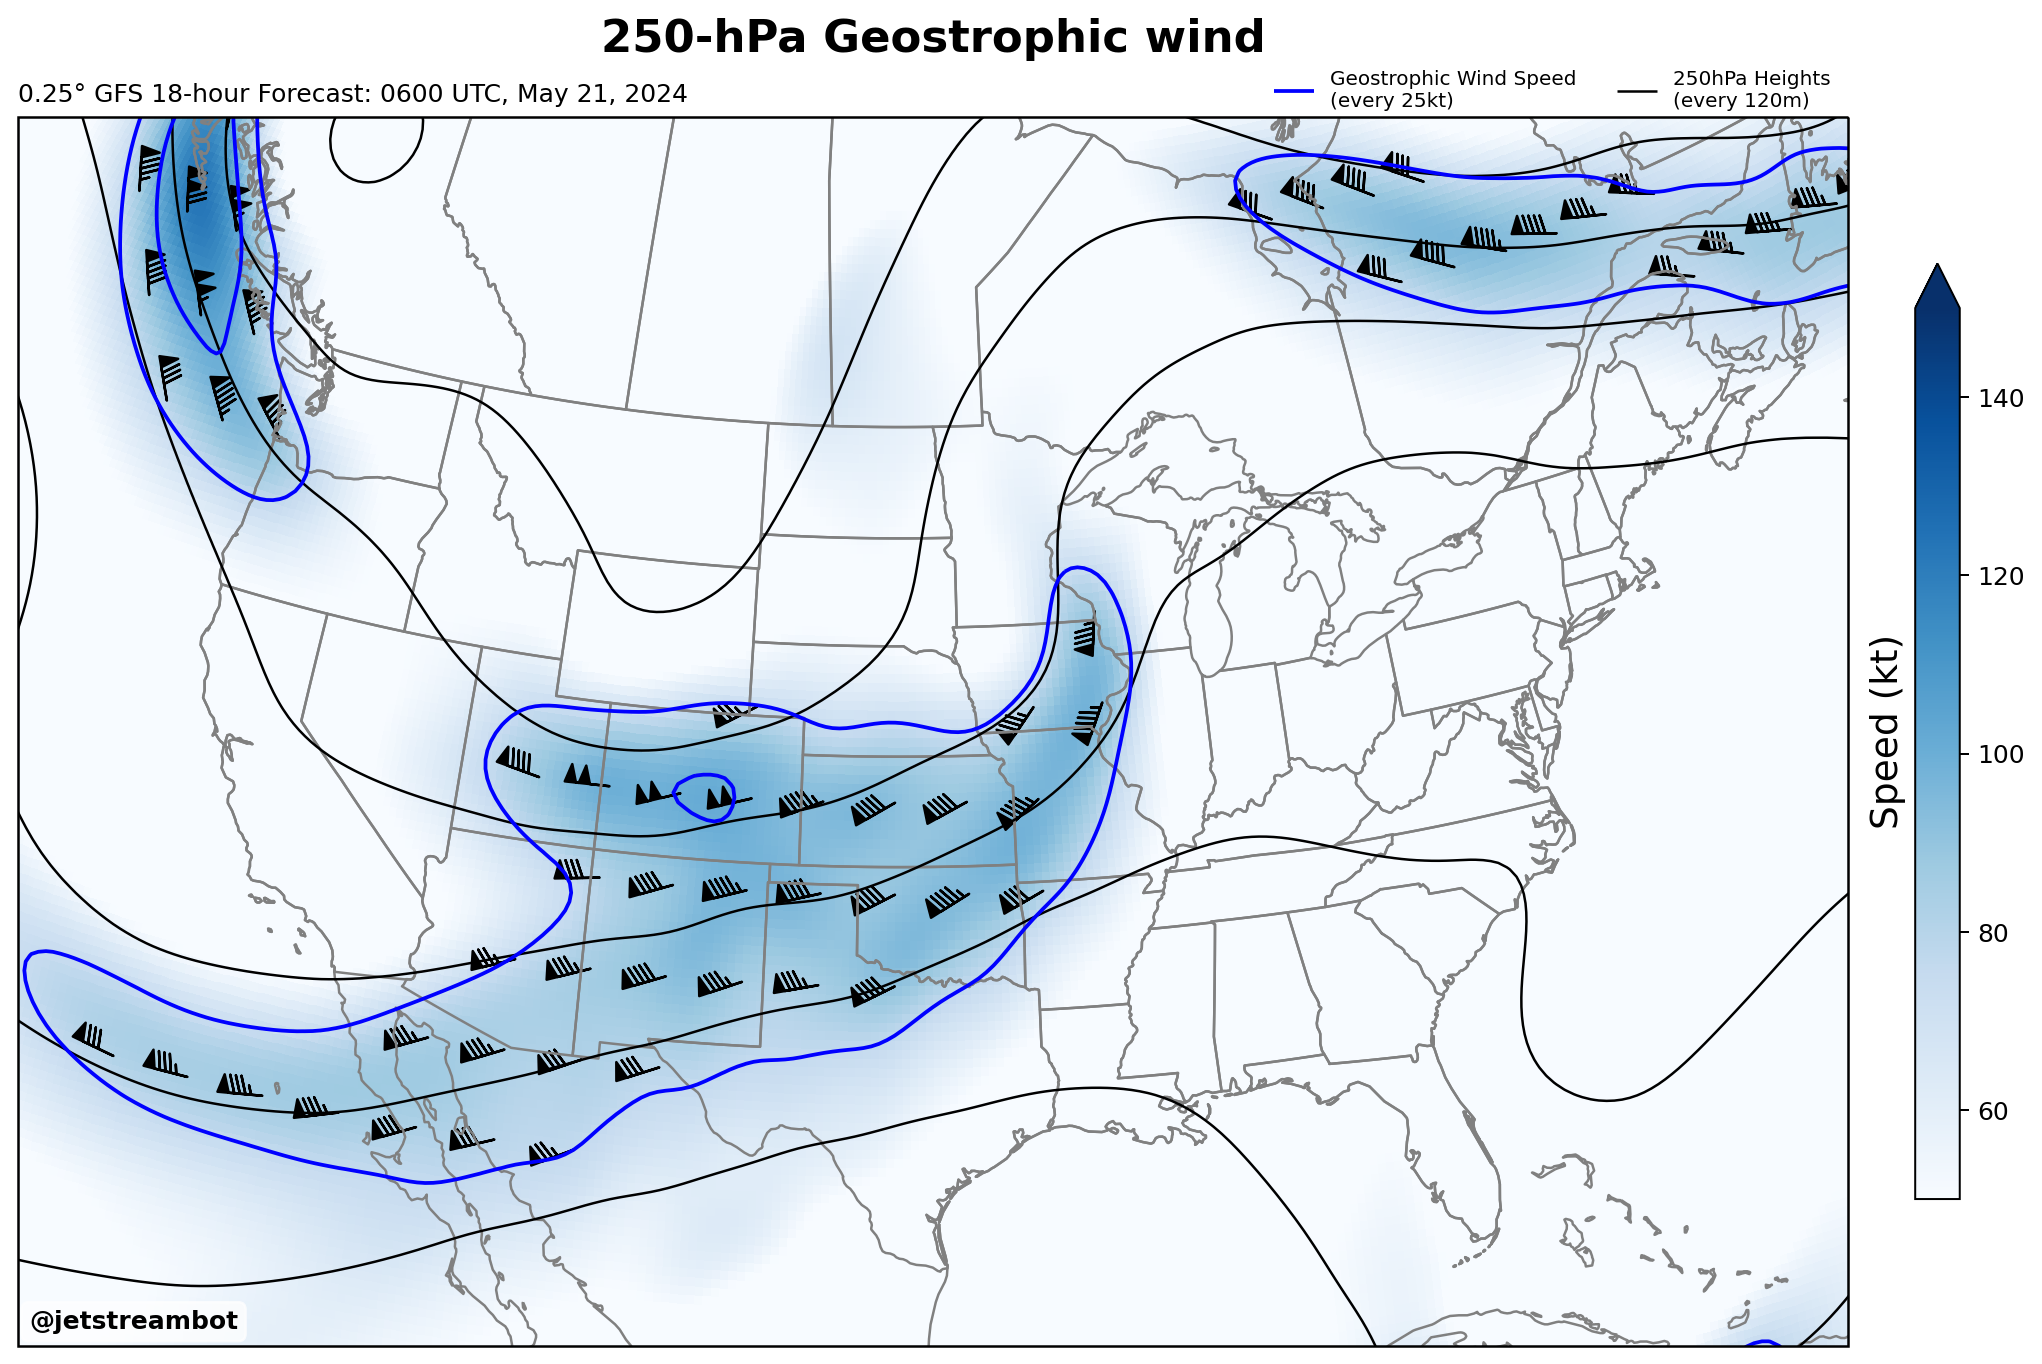 250-hPa Geostrophic wind
0.25° GFS 18-hour Forecast: 0600 UTC, May 21, 2024
Geostrophic Wind Speed
(every 25kt)
250hPa Heights
(every 120m)
140
120
100
80
60
Speed (kt)
@jetstreambot